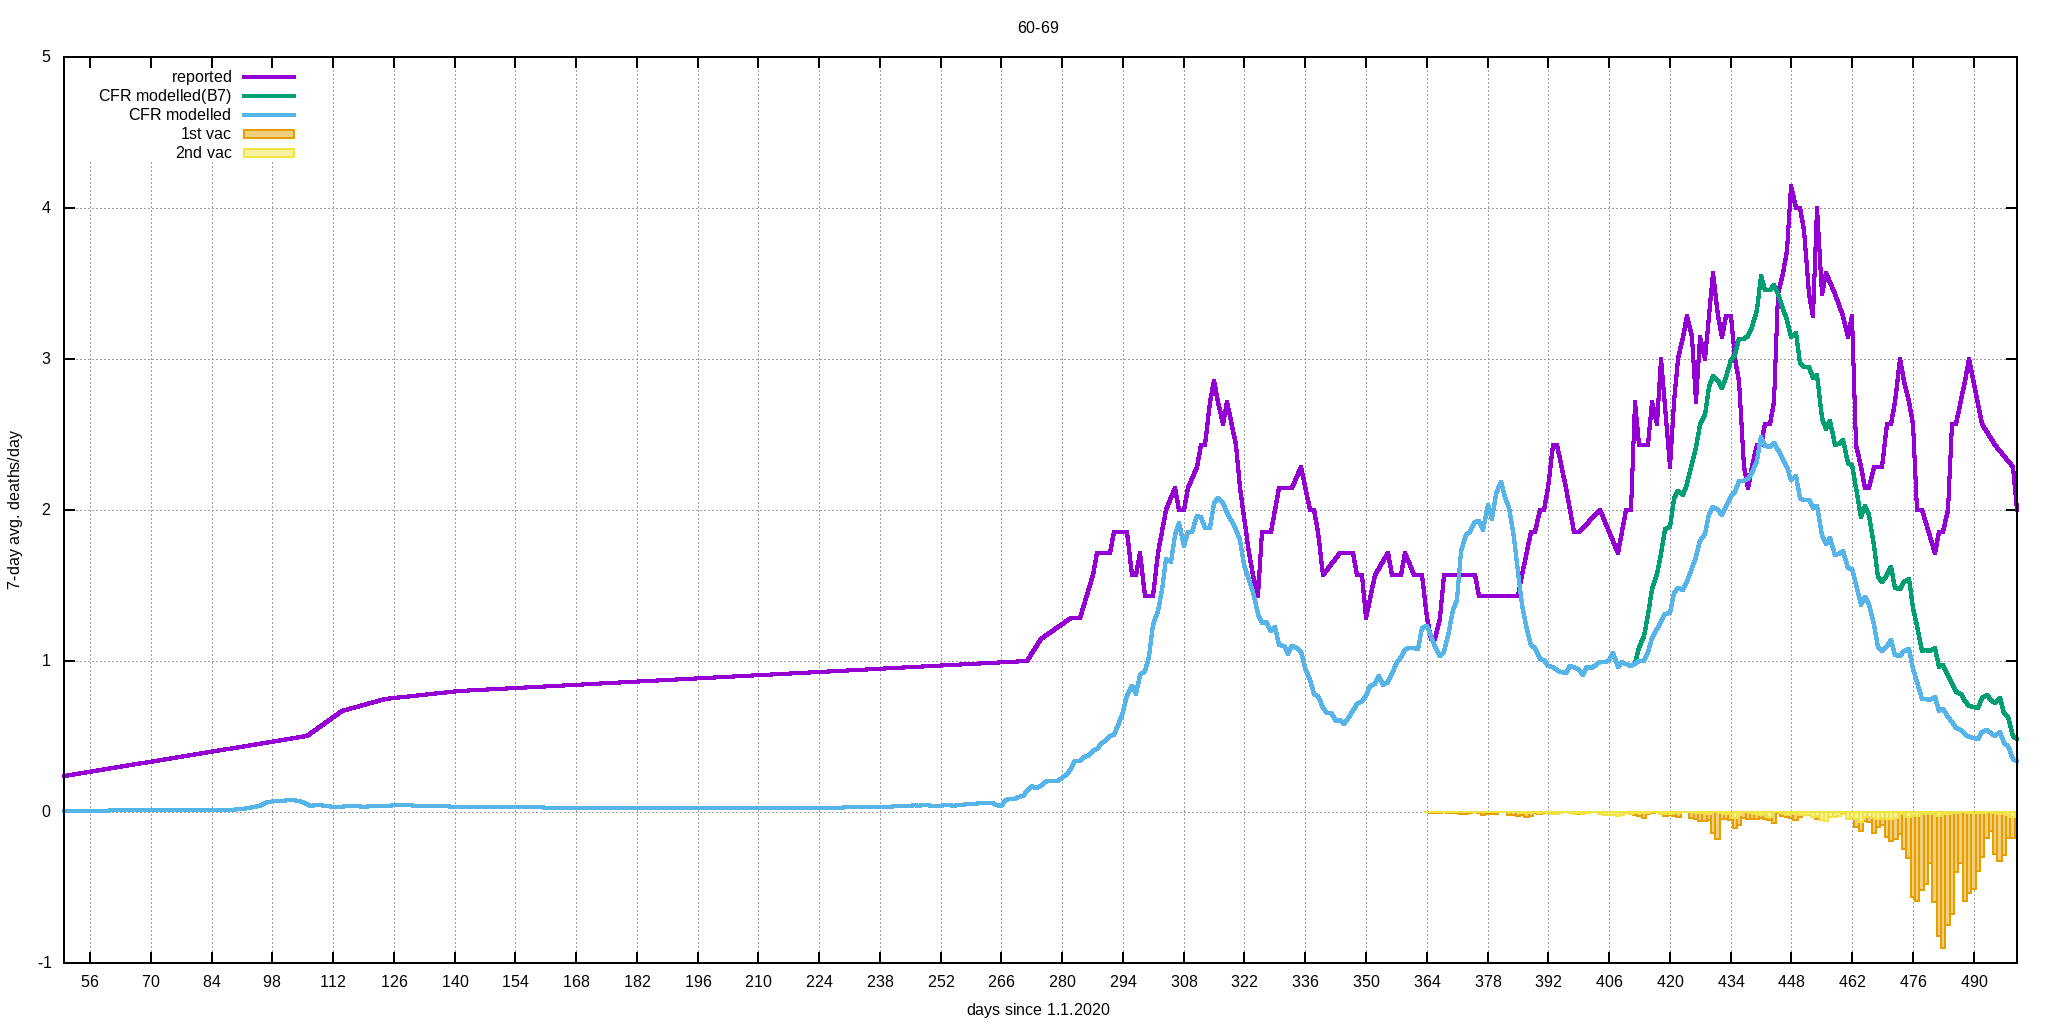 60-69
5
4
3
2
1
0
-1
7-day avg. deaths/day
reported
CFR modelled(B7)
CFR modelled
1st vac
2nd vac
56 70 84 98 112 126 140 154 168 182 196 210 224 238 252 266 280 294 308 322 336 350 364 378 392 406 420 434 448 462 476 490
days since 1.1.2020